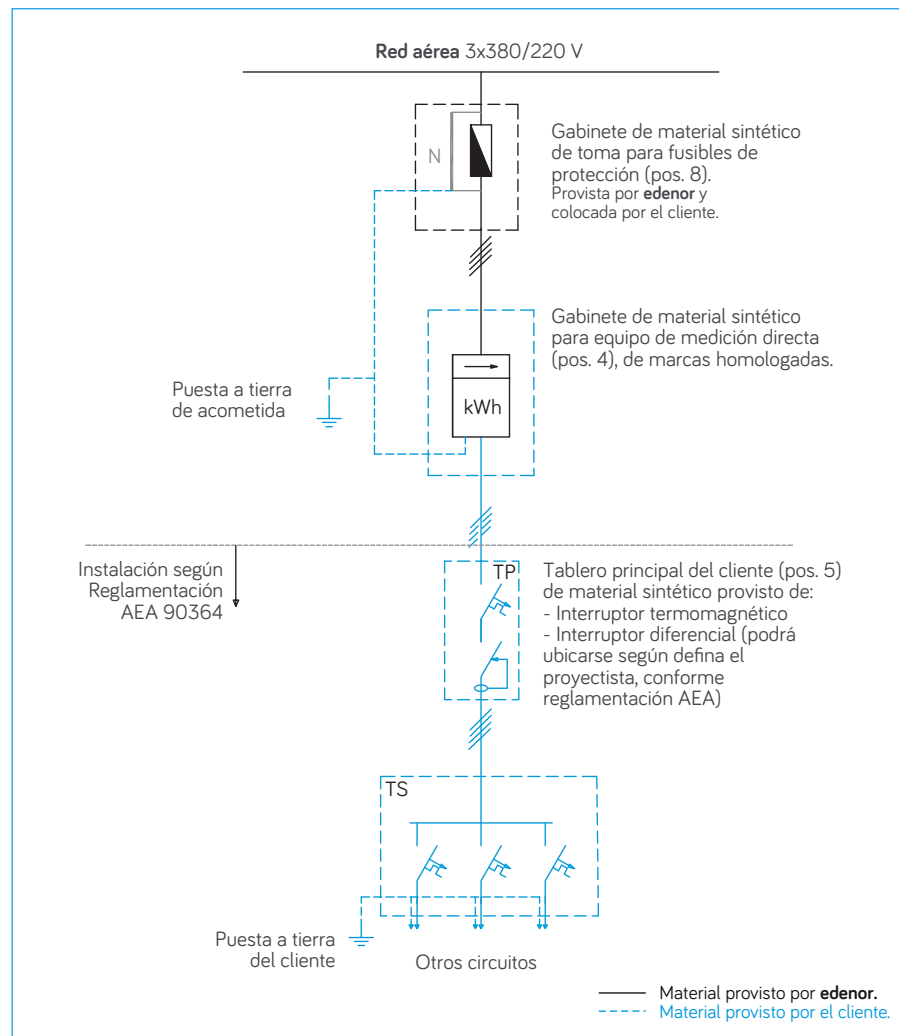 Red aérea 3x380/220 V
N
Gabinete de material sintético
de toma para fusibles de
protección (pos. 8).
Provista por edenor y
colocada por el cliente.
Gabinete de material sintético
para equipo de medición directa
(pos. 4), de marcas homologadas.
kWh
Puesta a tierra
de acometida
Instalación según
Reglamentación
AEA 90364
TP
Tablero principal del cliente (pos. 5)
de material sintético provisto de:
- Interruptor termomagnético
- Interruptor diferencial (podrá
ubicarse según defina el
proyectista, conforme
reglamentación AEA)
TS
Puesta a tierra
del cliente
Otros circuitos
Material provisto por edenor.
Material provisto por el cliente.